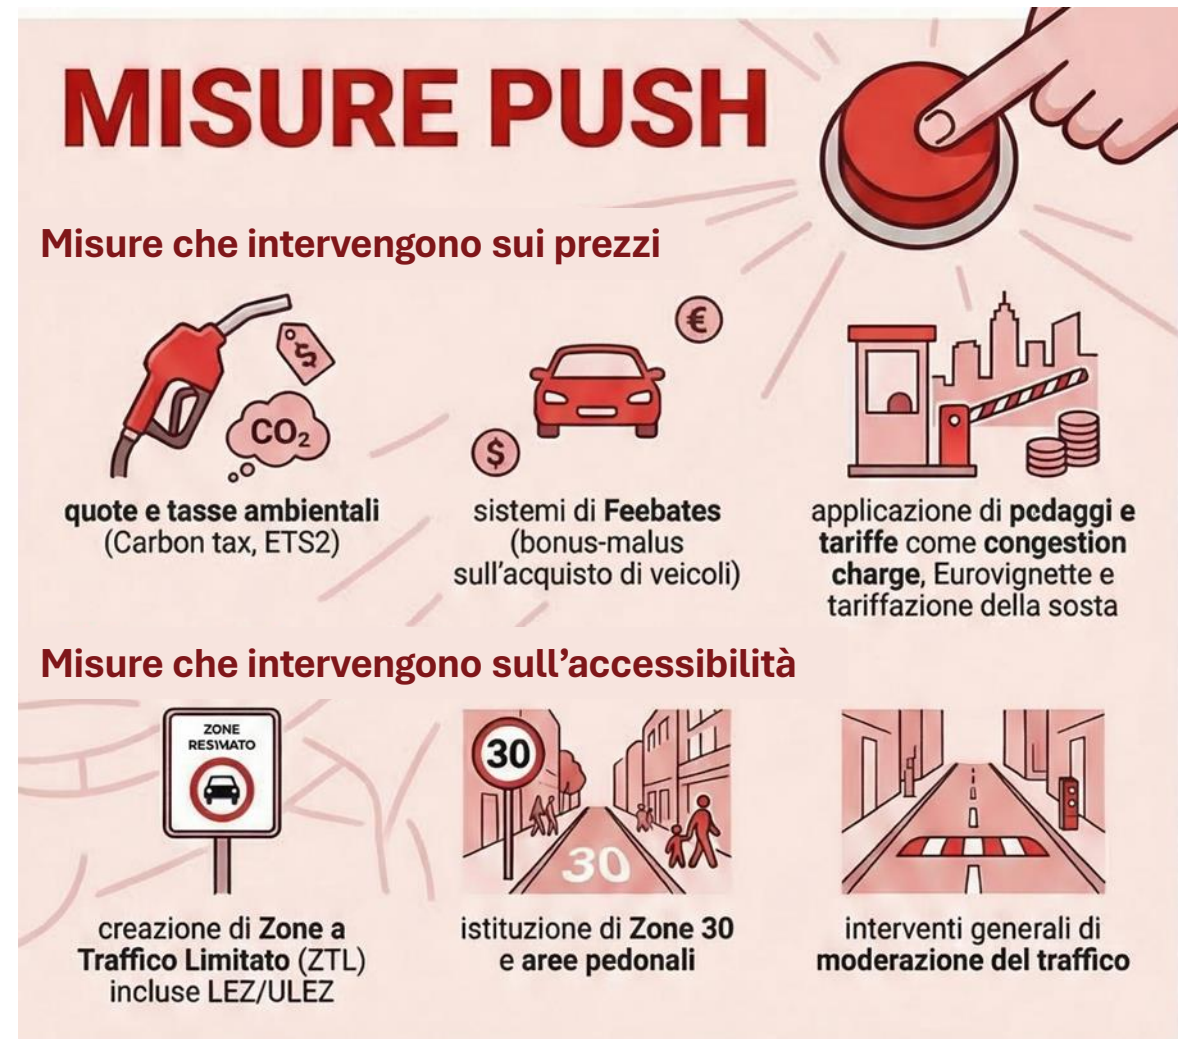 MISURE PUSH
Misure che intervengono sui prezzi
$
CO₂
€
$
quote e tasse ambientali
(Carbon tax, ETS2)
sistemi di Feebates
(bonus-malus
sull'acquisto di veicoli)
applicazione di pedaggi e
tariffe come congestion
charge, Eurovignette e
tariffazione della sosta
Misure che intervengono sull'accessibilità
ZONE
30
30
creazione di Zone a
Traffico Limitato (ZTL)
incluse LEZ/ULEZ
istituzione di Zone 30
e aree pedonali
interventi generali di
moderazione del traffico